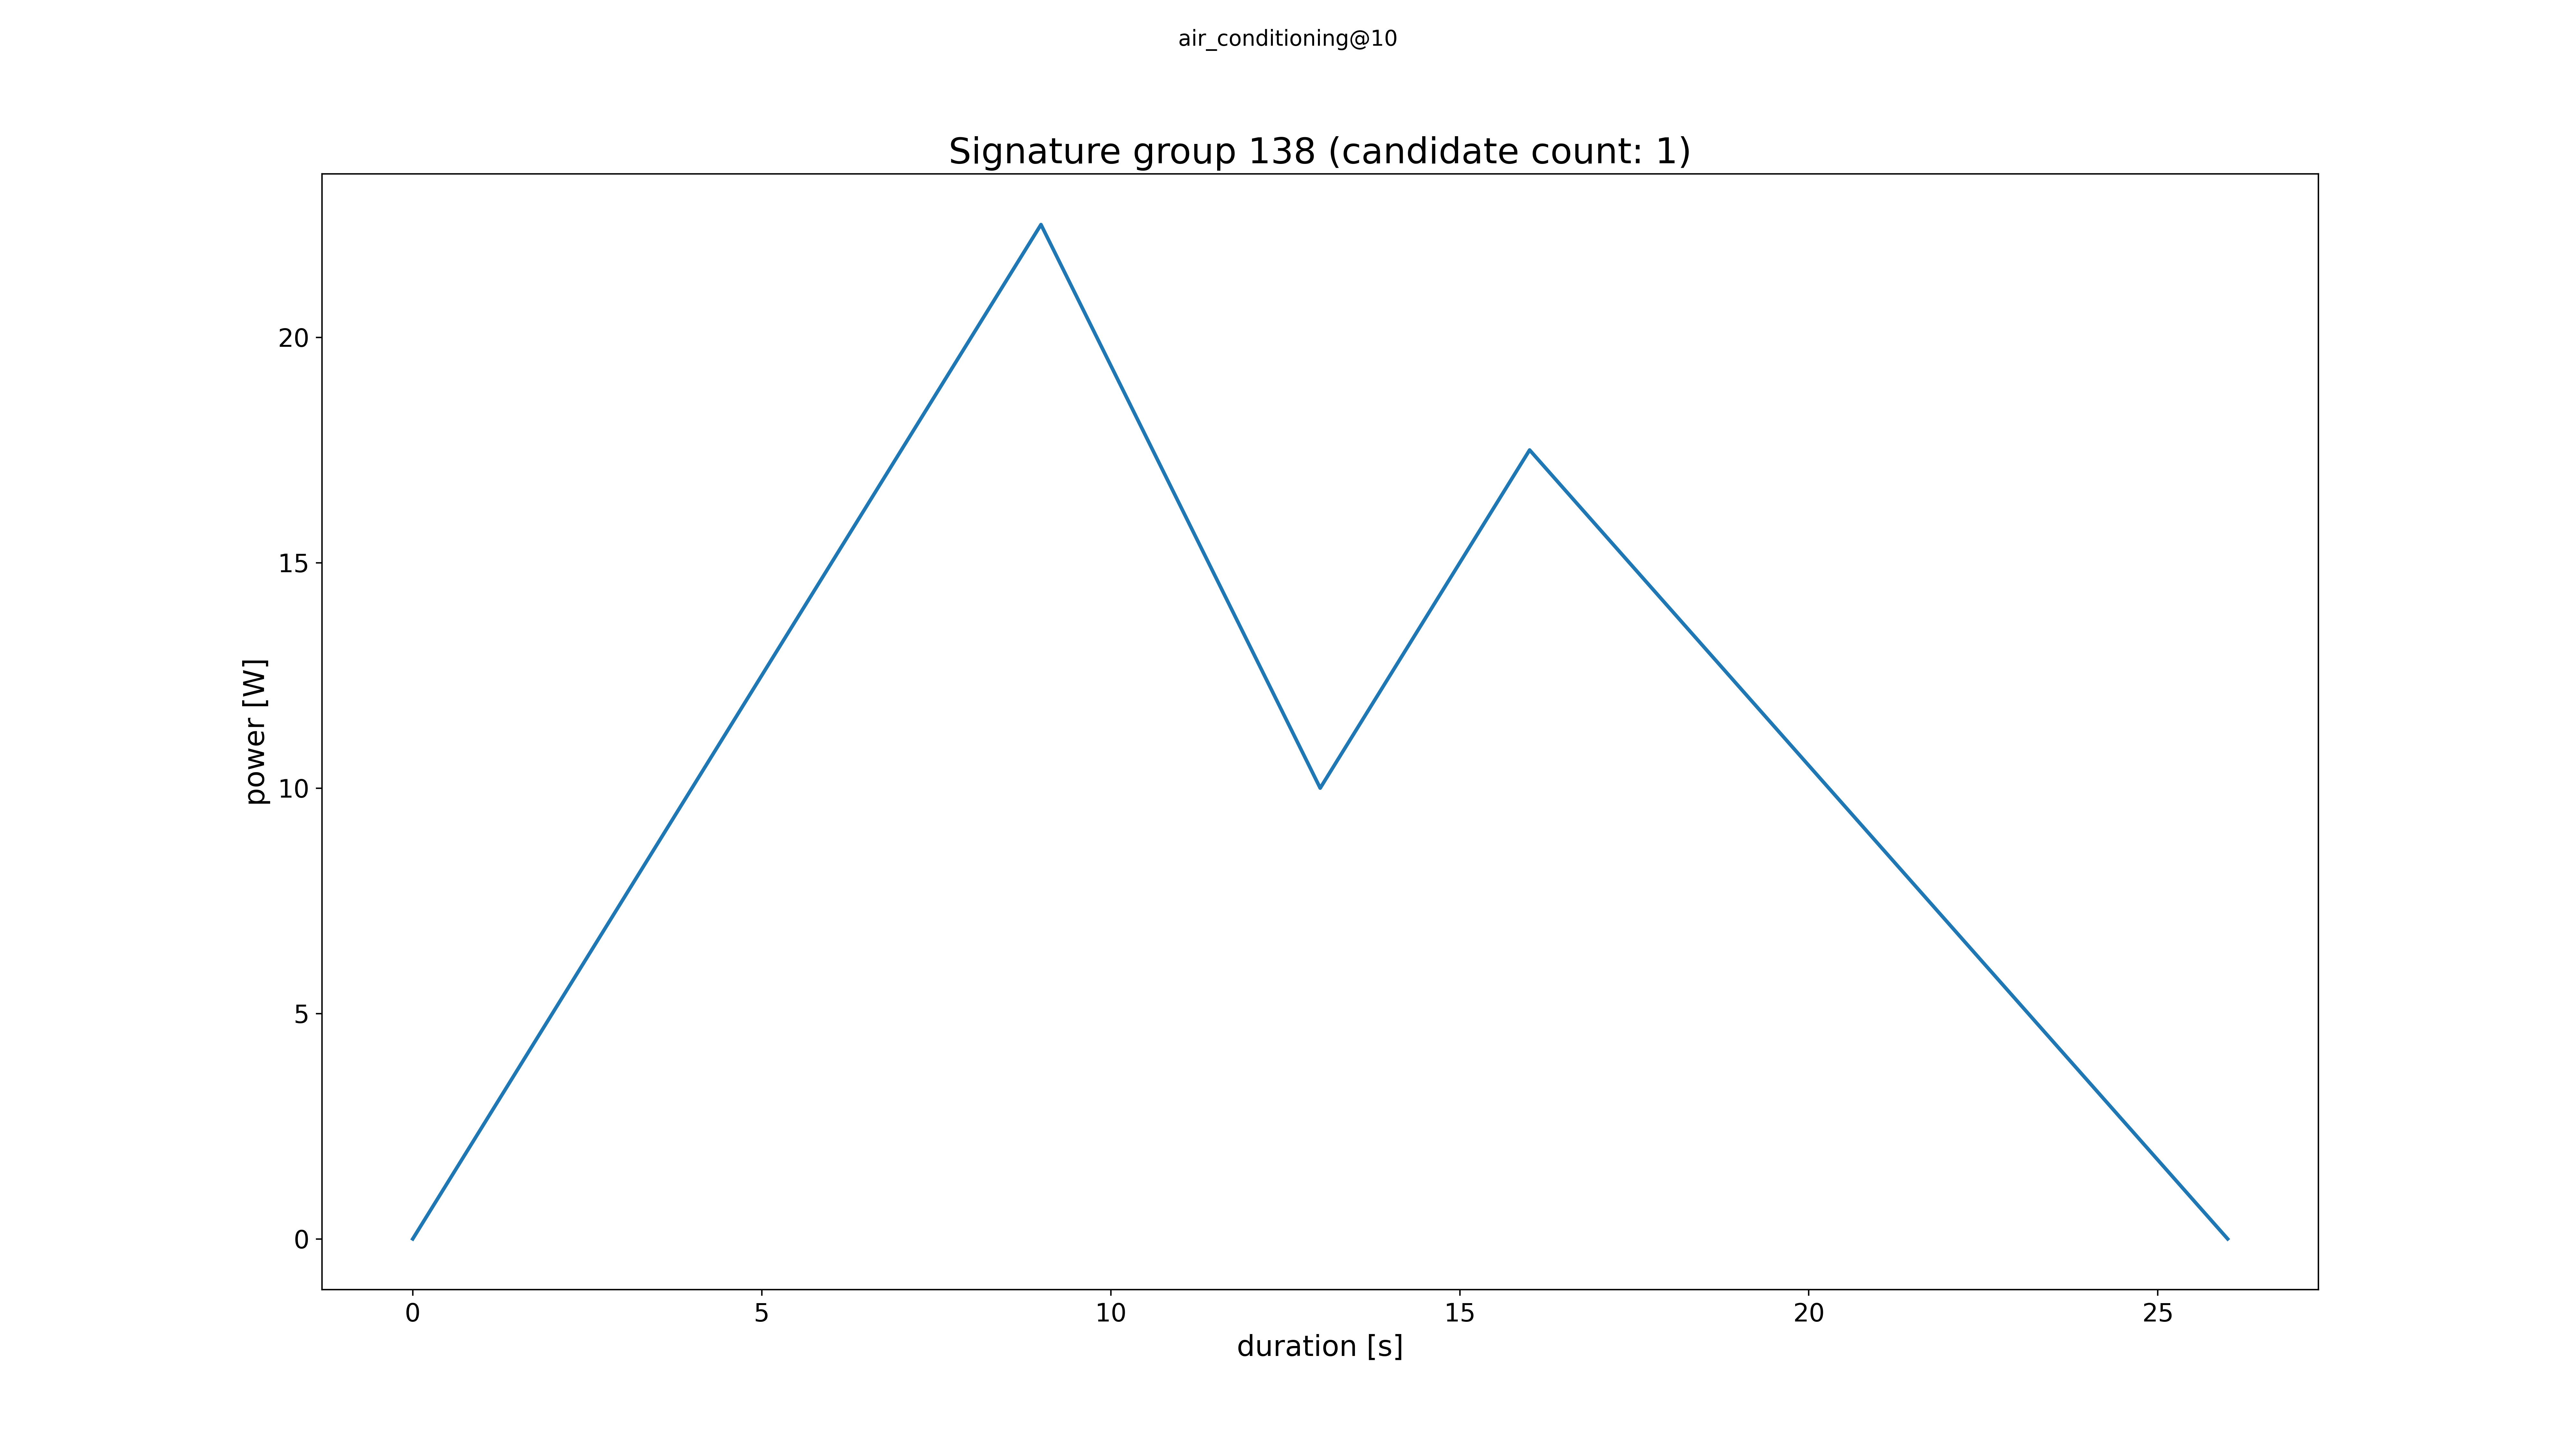 air_conditioning@10
Signature group 138 (candidate count: 1)
power [W]
20
15
10
5
0
0 5 10 15 20 25
duration [s]